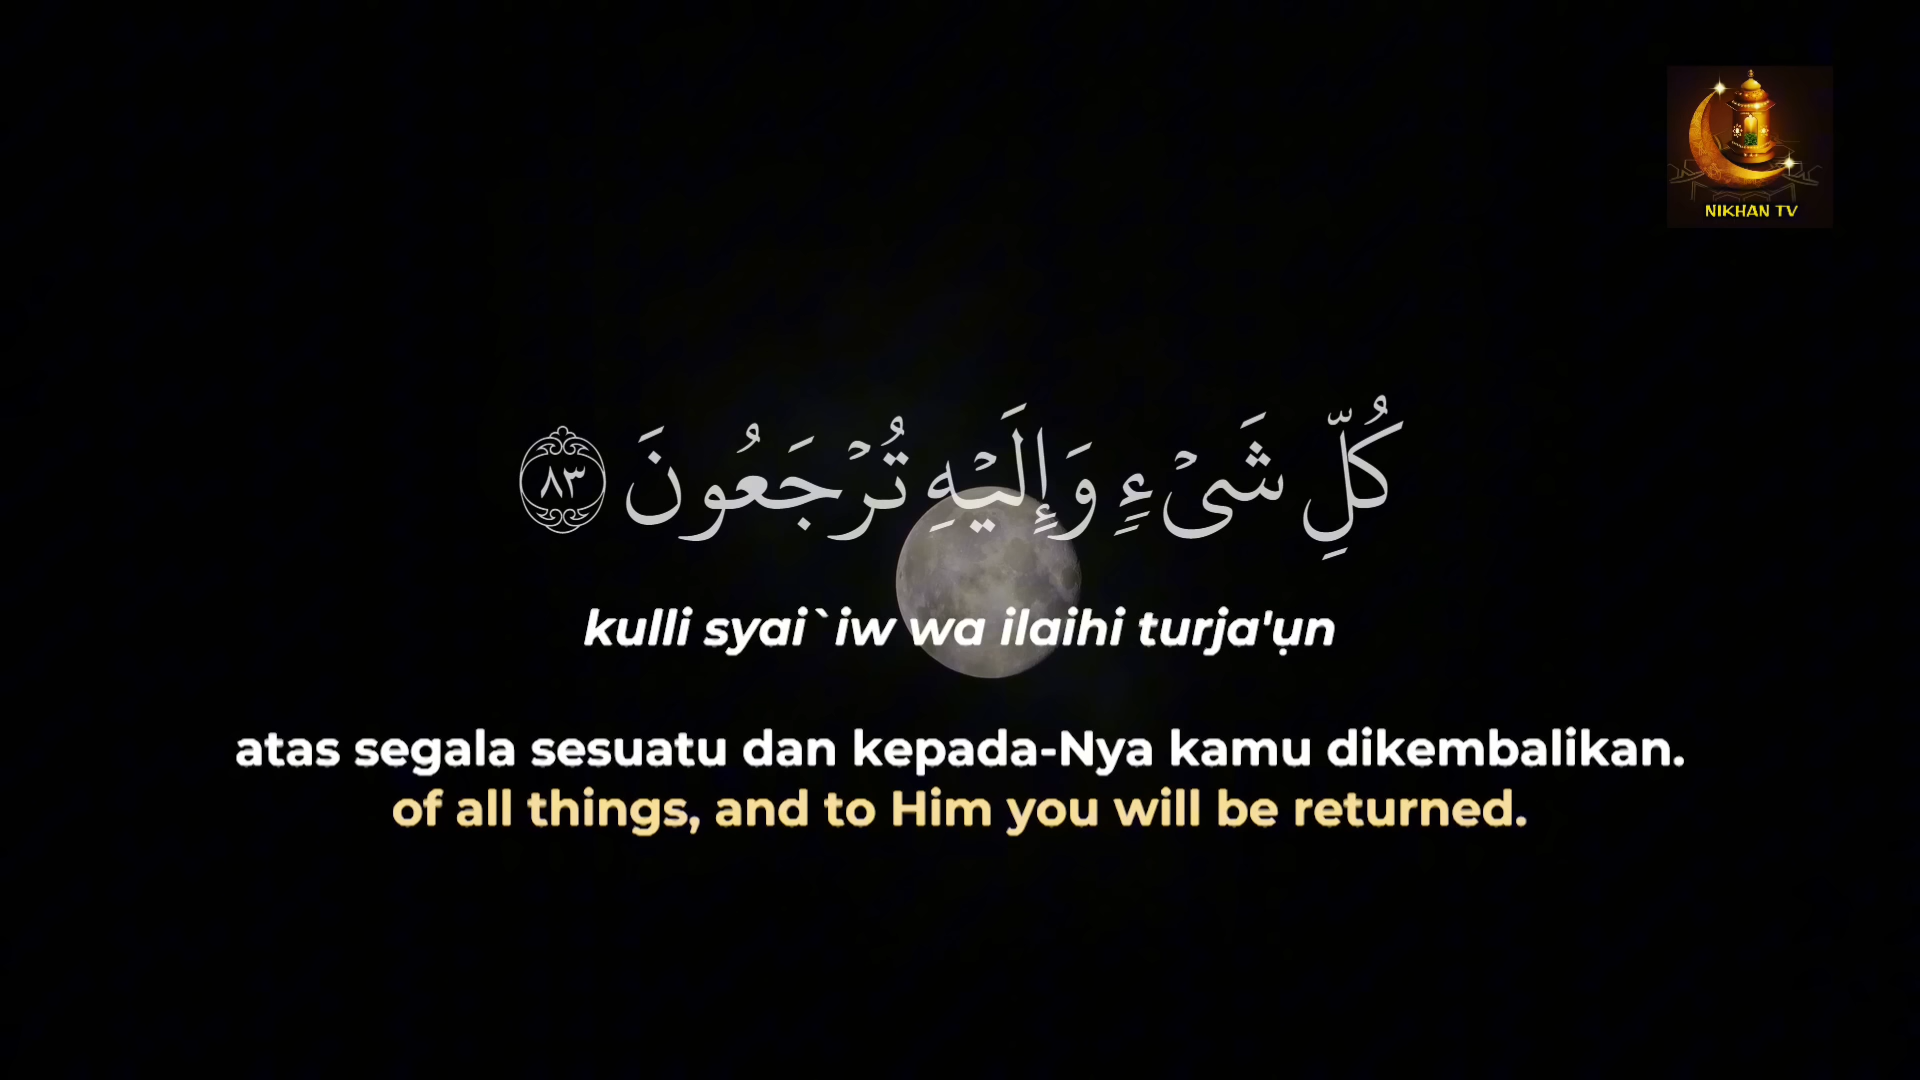 NIKHAN TV
كُلِّ شَىْءٍ وَإِلَيْهِ تُرْجَعُونَ ٨٣
kulli syai`iw wa ilaihi turja'ụn
atas segala sesuatu dan kepada-Nya kamu dikembalikan.
of all things, and to Him you will be returned.